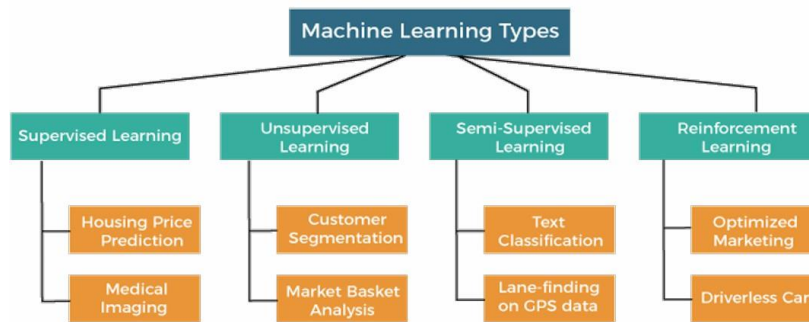 Machine Learning Types
Supervised Learning
Unsupervised
Learning
Semi-Supervised
Learning
Reinforcement
Learning
Housing Price
Prediction
Customer
Segmentation
Text
Classification
Optimized
Marketing
Medical
Imaging
Market Basket
Analysis
Lane-finding
on GPS data
Driverless Cars